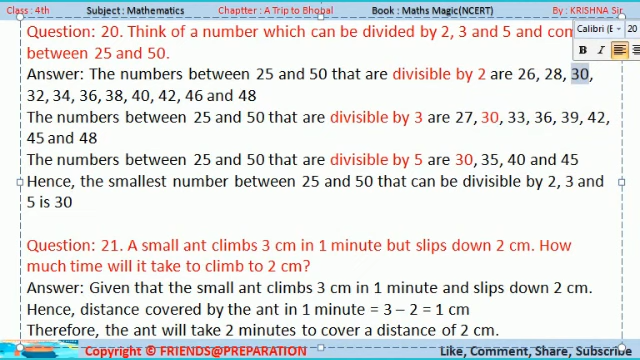 Class : 4th Subject : Mathematics Chaptter : A Trip to Bhopal Book : Maths Magic(NCERT) By : KRISHNA Sir
Question: 20. Think of a number which can be divided by 2, 3 and 5 and com
Calibri (E 20
B I
between 25 and 50.
Answer: The numbers between 25 and 50 that are divisible by 2 are 26, 28, 30,
32, 34, 36, 38, 40, 42, 46 and 48
The numbers between 25 and 50 that are divisible by 3 are 27, 30, 33, 36, 39, 42,
45 and 48
The numbers between 25 and 50 that are divisible by 5 are 30, 35, 40 and 45
Hence, the smallest number between 25 and 50 that can be divisible by 2, 3 and
5 is 30
Question: 21. A small ant climbs 3 cm in 1 minute but slips down 2 cm. How
much time will it take to climb to 2 cm?
Answer: Given that the small ant climbs 3 cm in 1 minute and slips down 2 cm.
Hence, distance covered by the ant in 1 minute = 3 – 2 = 1 cm
Therefore, the ant will take 2 minutes to cover a distance of 2 cm.
Copyright © FRIENDS@PREPARATION Like, Comment, Share, Subscribe